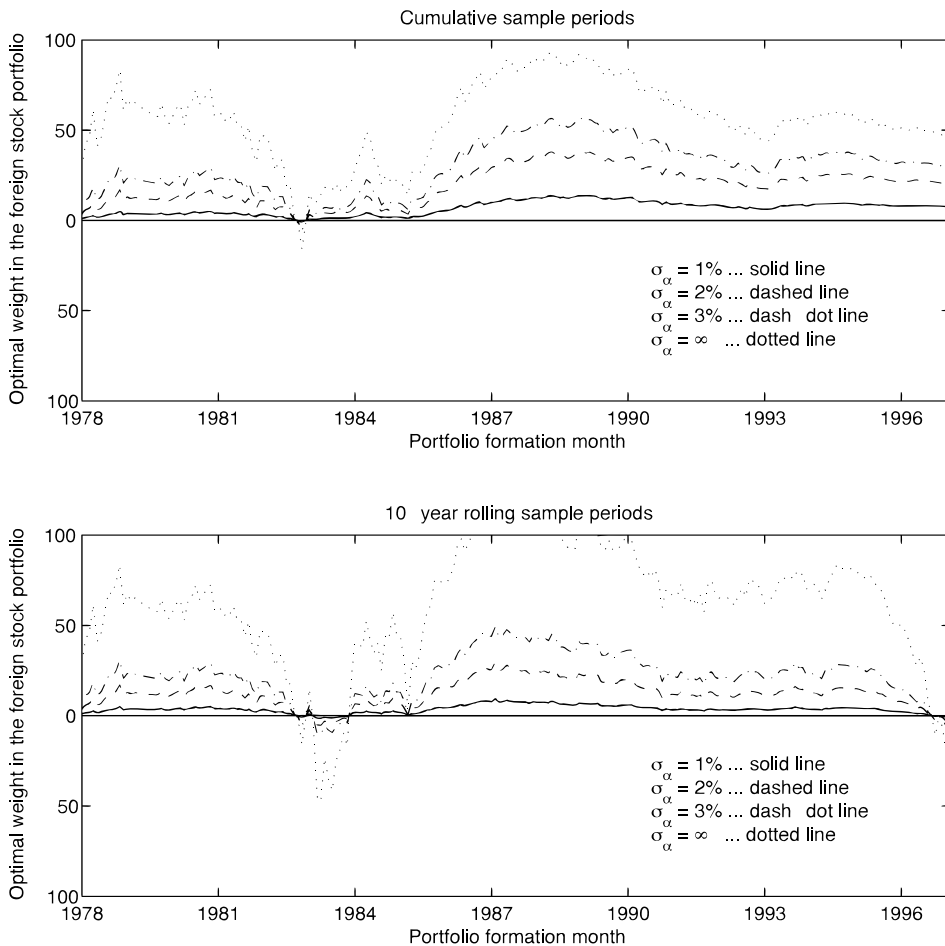 Cumulative sample periods
100
50
0
50
100
Optimal weight in the foreign stock portfolio
σα = 1% ... solid line
σα = 2% ... dashed line
σα = 3% ... dash dot line
σα = ∞ ... dotted line
1978 1981 1984 1987 1990 1993 1996
Portfolio formation month
10 year rolling sample periods
100
50
0
50
100
Optimal weight in the foreign stock portfolio
σα = 1% ... solid line
σα = 2% ... dashed line
σα = 3% ... dash dot line
σα = ∞ ... dotted line
1978 1981 1984 1987 1990 1993 1996
Portfolio formation month